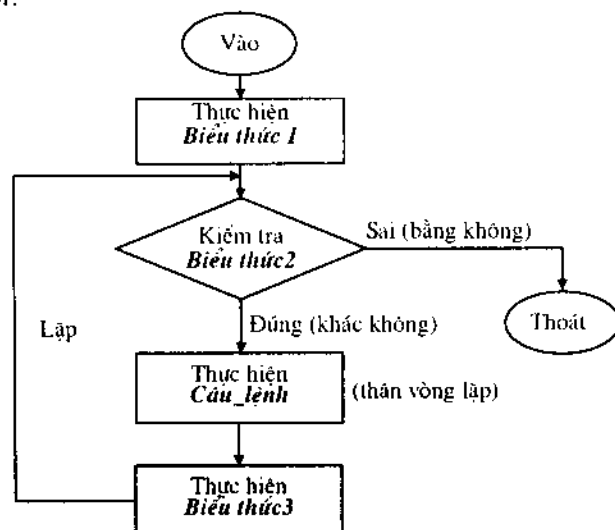 Vào
Thực hiện
Biểu thức 1
Kiểm tra
Biểu thức2
Sai (bằng không)
Thoát
Đúng (khác không)
Lặp
Thực hiện
Câu_lệnh
(thân vòng lặp)
Thực hiện
Biểu thức3